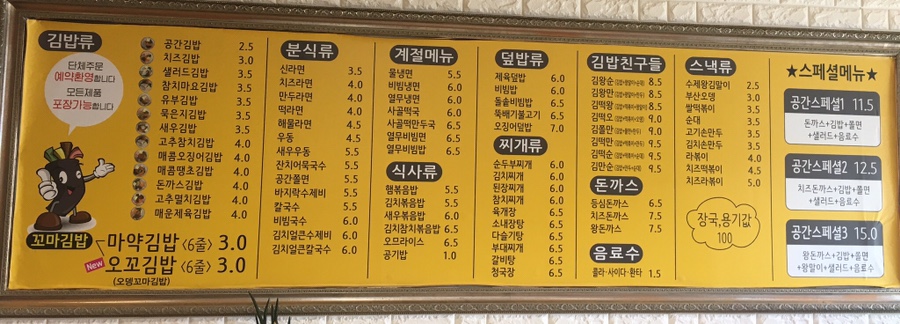 김밥류
단체주문
예약환영합니다
모든제품
포장가능합니다
공간김밥 2.5
치즈김밥 3.5
샐러드김밥 3.5
참치마요김밥 3.5
유부김밥 3.5
묵은지김밥 3.5
새우김밥 3.5
고추참치김밥 4.0
매콤오징어김밥 4.0
매콤땡초김밥 4.0
돈까스김밥 4.0
고추멸치김밥 4.0
매운제육김밥 4.0
꼬마김밥
마약김밥 (6줄) 3.0
New 오꼬김밥 (6줄) 3.0
(오뎅꼬마김밥)
분식류
신라면 3.5
치즈라면
만두라면
떡라면 4.0
해물라면 4.5
우동 4.5
새우우동 5.5
잔치어묵국수 5.5
공간쫄면 5.5
바지락수제비 5.5
칼국수 5.5
비빔국수 6.0
김치얼큰수제비 6.0
김치얼큰칼국수 6.0
계절메뉴
물냉면 5.5
비빔냉면 6.0
열무냉면 6.0
사골떡국 6.0
사골떡만두국 6.5
열무비빔면 6.5
열무비빔냉면 6.5
식사류
햄볶음밥 5.5
김치볶음밥 5.5
새우볶음밥 6.0
김치참치볶음밥 6.5
오므라이스 6.5
공기밥 1.0
덮밥류
제육덮밥 6.0
비빔밥 6.0
돌솥비빔밥 6.5
뚝배기불고기 6.5
오징어덮밥 7.0
찌개류
순두부찌개 6.0
김치찌개 6.0
된장찌개 6.0
참치찌개 6.0
육개장 6.5
소내장탕 6.5
다슬기탕 6.5
부대찌개 6.5
갈비탕 6.5
청국장 6.5
김밥친구들
김왕순 8.5
김왕만 8.5
김떡왕 9.0
김떡오 9.0
김쫄만 9.0
김떡만 9.0
김떡순 9.0
김만순 8.5
돈까스
등심돈까스 6.5
치즈돈까스 7.5
왕돈까스 7.5
음료수
콜라·사이다·환타 1.5
스낵류
수제왕김말이 2.5
부산오뎅 3.0
쌀떡볶이 3.5
순대 3.5
고기손만두 3.5
김치손만두 3.5
라볶이 4.0
치즈떡볶이 4.5
치즈라볶이 5.0
장국,용기값
100
★스페셜메뉴★
공간스페셜1 11.5
돈까스+김밥+쫄면
+샐러드+음료수
공간스페셜2 12.5
치즈돈까스+김밥+쫄면
+샐러드+음료수
공간스페셜3 15.0
왕돈까스+김밥+쫄면
+왕말이+샐러드+음료수